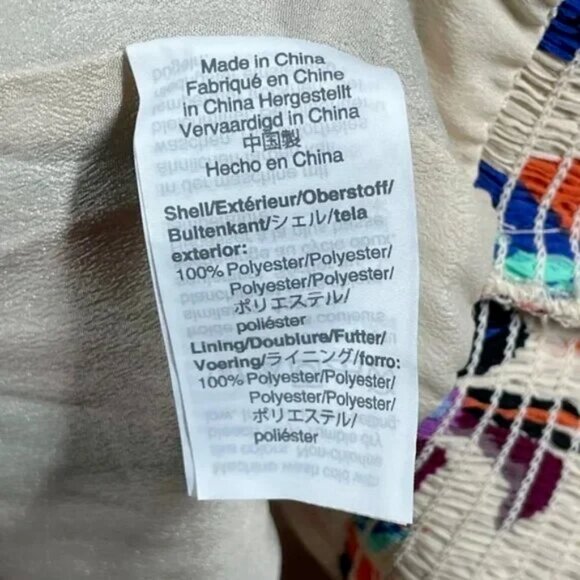 Made in China
Fabriqué en Chine
in China Hergestellt
Vervaardigd in China
中国製
Hecho en China
Shell/Extérieur/Oberstoff/
Buitenkant/シェル/tela
exterior:
100% Polyester/Polyester/
Polyester/Polyester/
ポリエステル/
poliéster
Lining/Doublure/Futter/
Voering/ライニング/forro:
100% Polyester/Polyester/
Polyester/Polyester/
ポリエステル/
poliéster